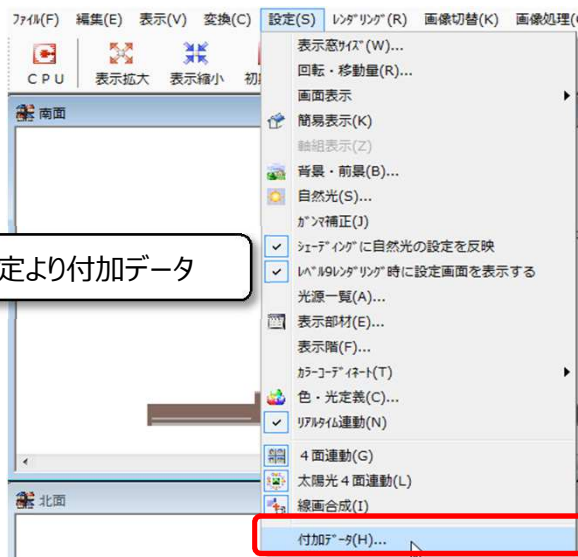 ファイル(F) 編集(E) 表示(V) 変換(C) 設定(S) レンダリング(R) 画像切替(K) 画像処理(
CPU 表示拡大 表示縮小 初
南面
定より付加データ
表示窓サイズ(W)...
回転・移動量(R)...
画面表示
簡易表示(K)
軸組表示(Z)
背景・前景(B)...
自然光(S)...
ガンマ補正(J)
シェーディングに自然光の設定を反映
レベル9レンダリング時に設定画面を表示する
光源一覧(A)...
表示部材(E)...
表示階(F)...
カラーコーディネート(T)
色・光定義(C)...
リアルタイム連動(N)
4面連動(G)
太陽光4面連動(L)
線画合成(I)
付加データ(H)...
北面